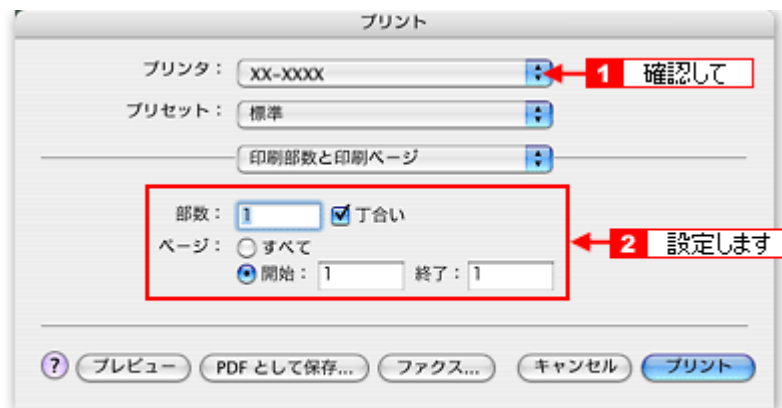 プリント
プリンタ： XX-XXXX 1 確認して
プリセット： 標準
印刷部数と印刷ページ
部数： 1 丁合い
ページ： すべて
2 設定します
開始： 1 終了： 1
? プレビュー PDF として保存... ファクス... キャンセル プリント